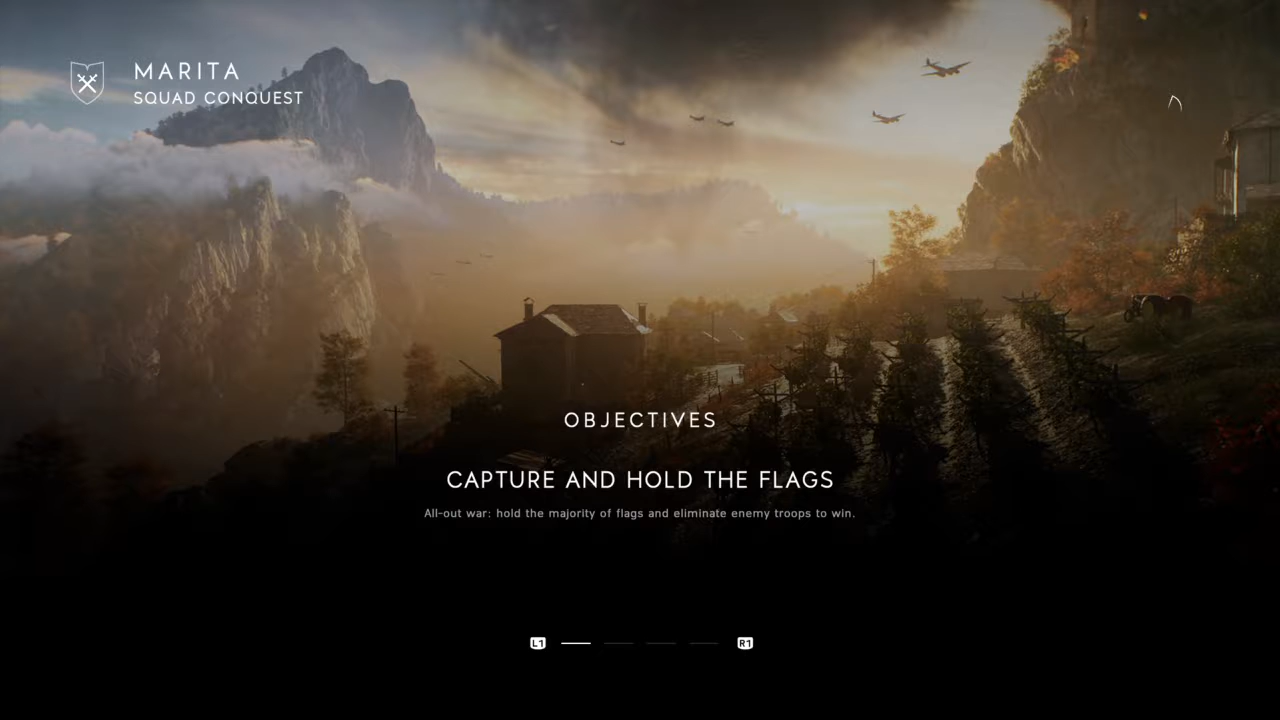 MARITA
SQUAD CONQUEST
OBJECTIVES
CAPTURE AND HOLD THE FLAGS
All-out war: hold the majority of flags and eliminate enemy troops to win.
L1 R1